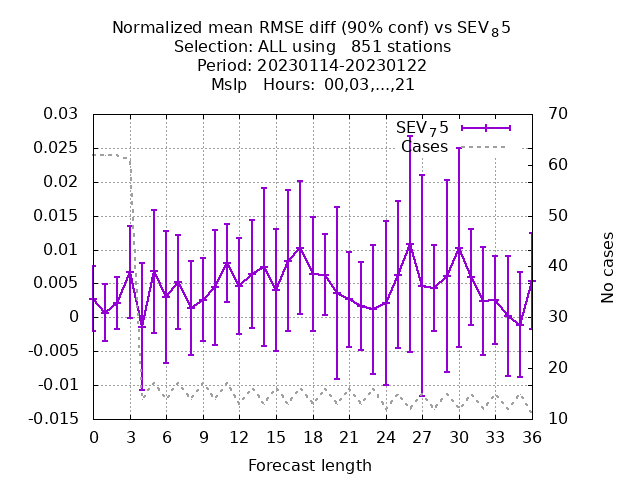 Normalized mean RMSE diff (90% conf) vs SEV₈5
Selection: ALL using   851 stations
Period: 20230114-20230122
Mslp   Hours: 00,03,...,21
0.03
0.025
0.02
0.015
0.01
0.005
0
-0.005
-0.01
-0.015
SEV₇5
Cases
70
60
50
40
30
20
10
No cases
0 3 6 9 12 15 18 21 24 27 30 33 36
Forecast length